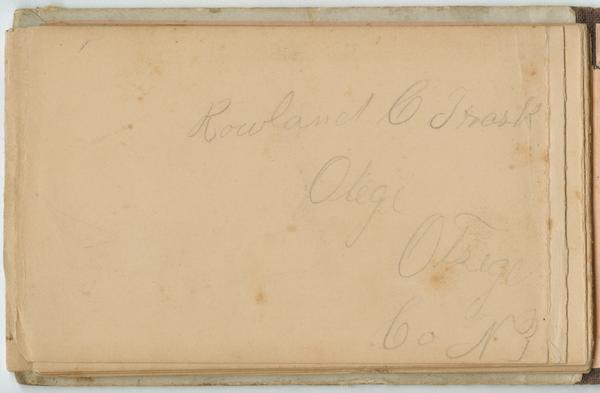 Rowland C Trask
Otego
Otsego
Co N.Y